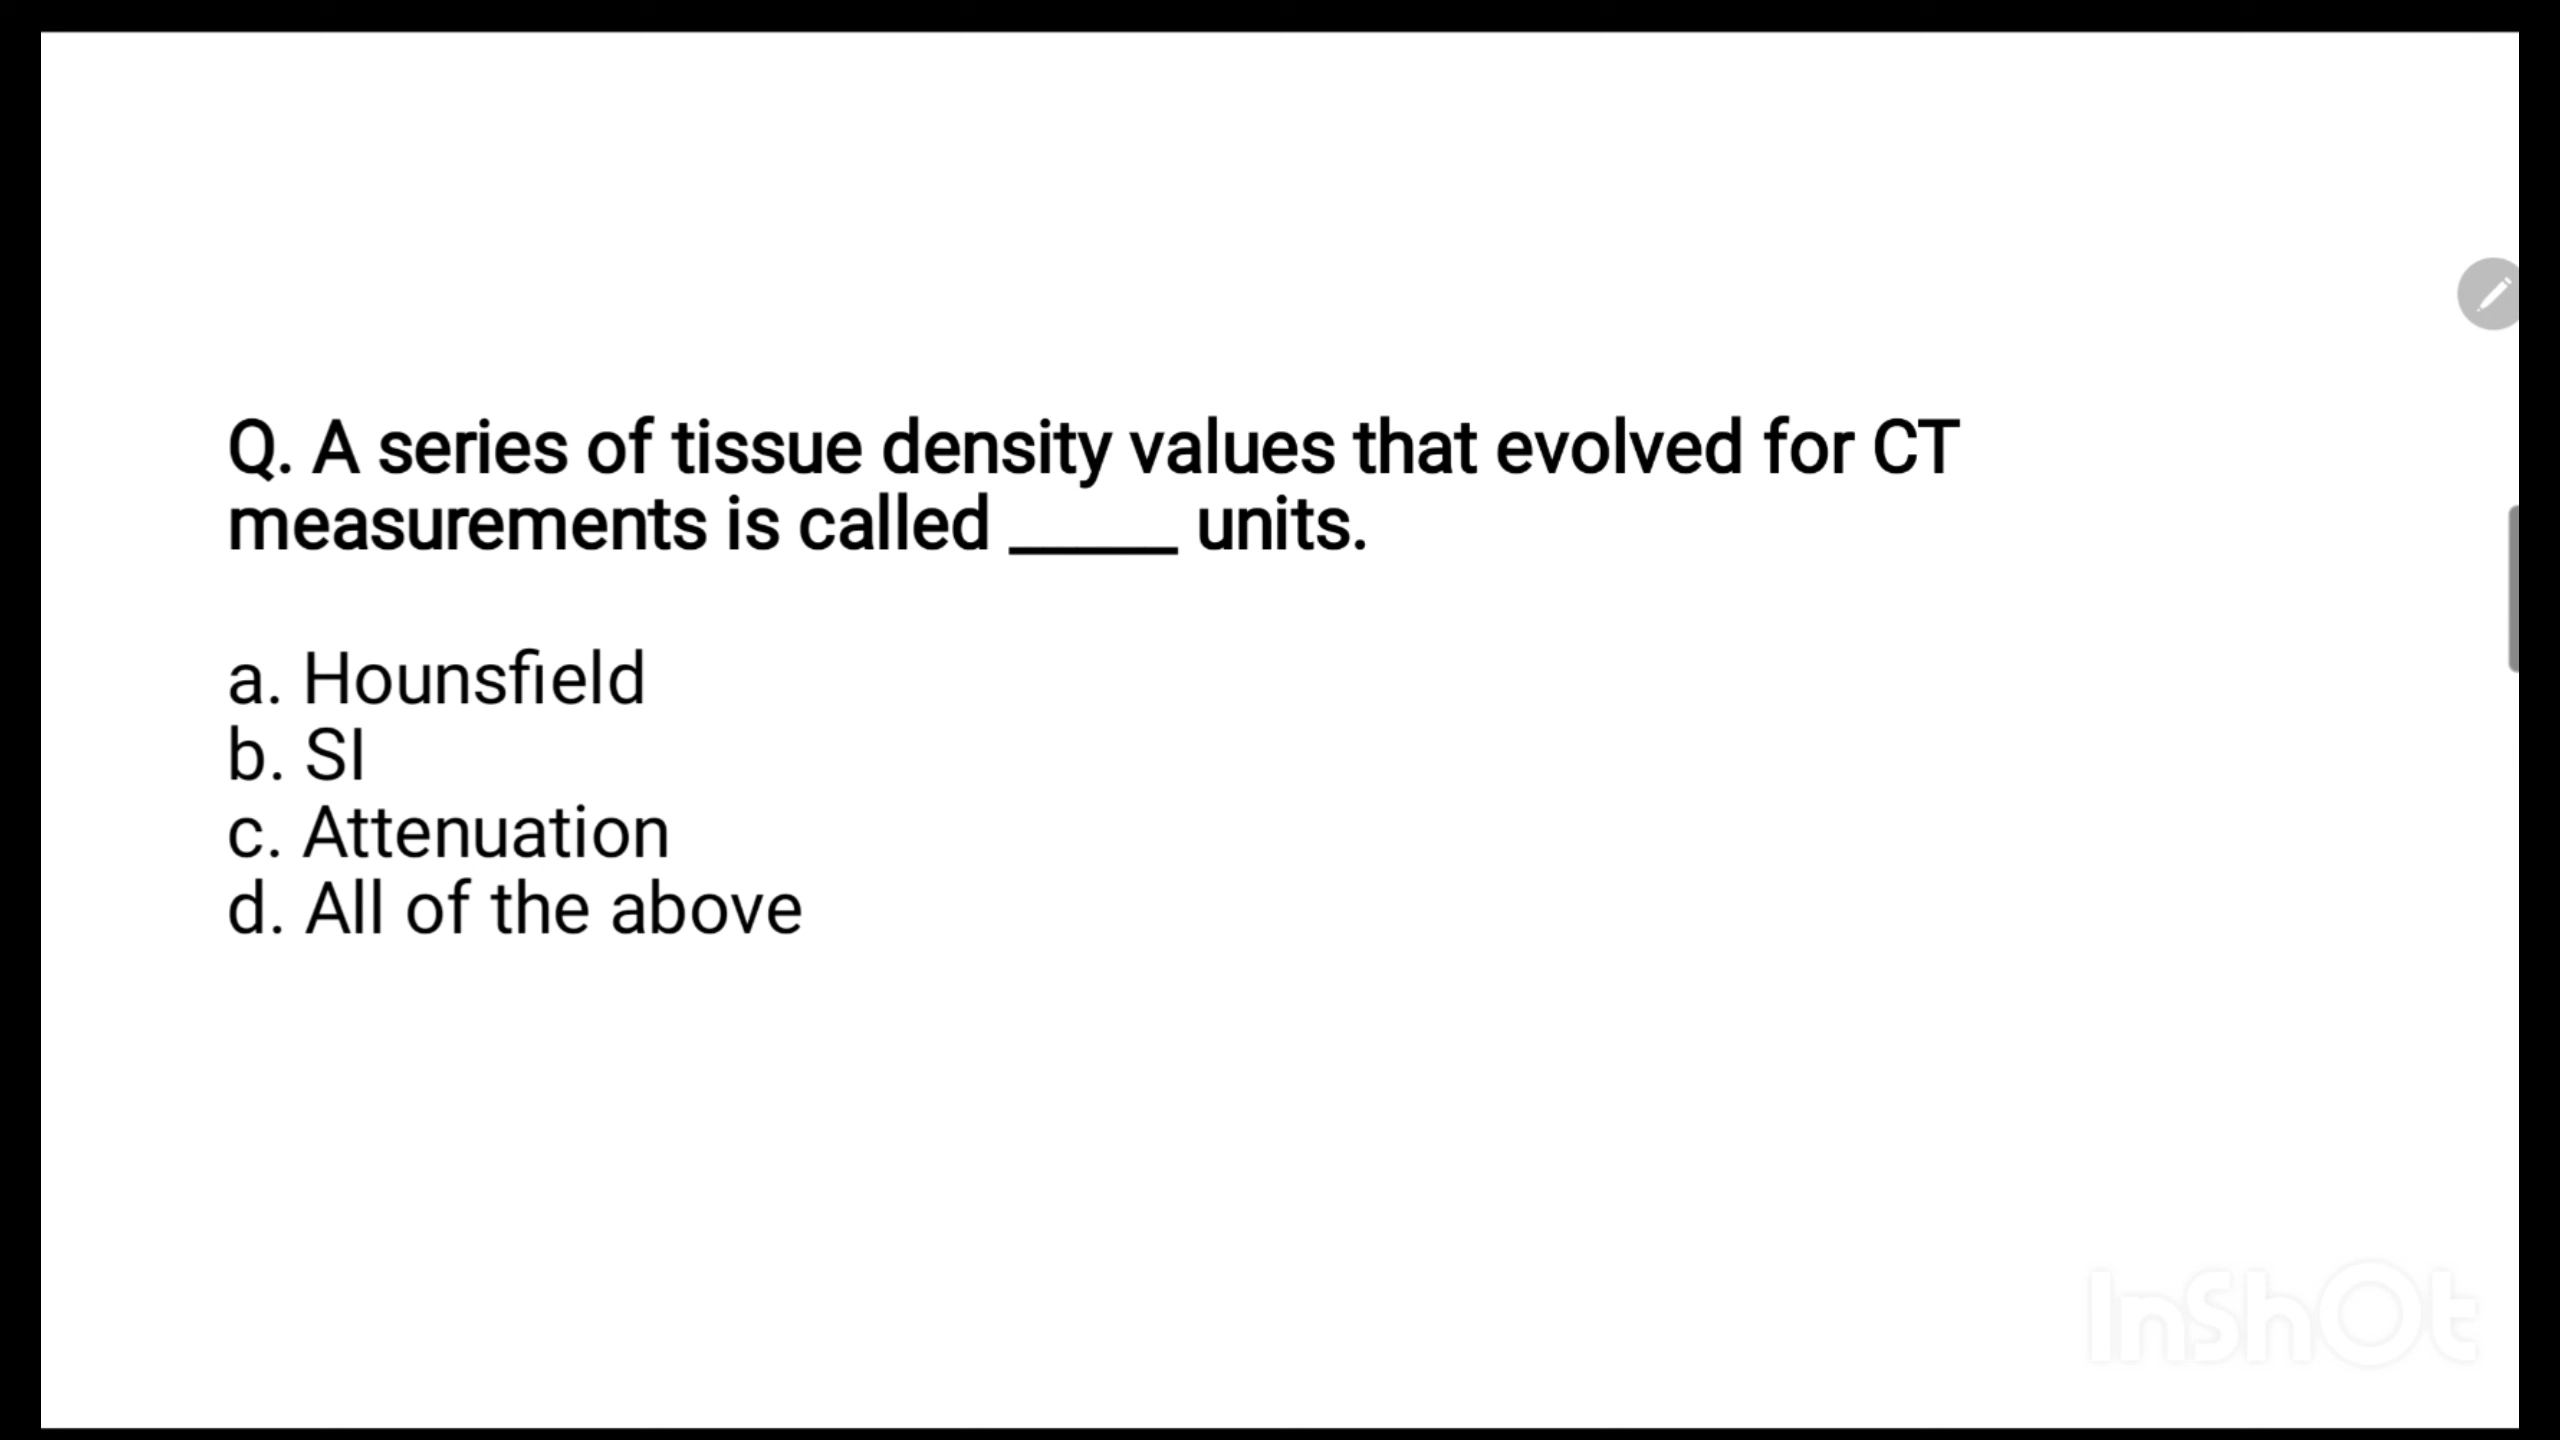 Q. A series of tissue density values that evolved for CT
measurements is called _____ units.
a. Hounsfield
b. SI
c. Attenuation
d. All of the above
InShOt